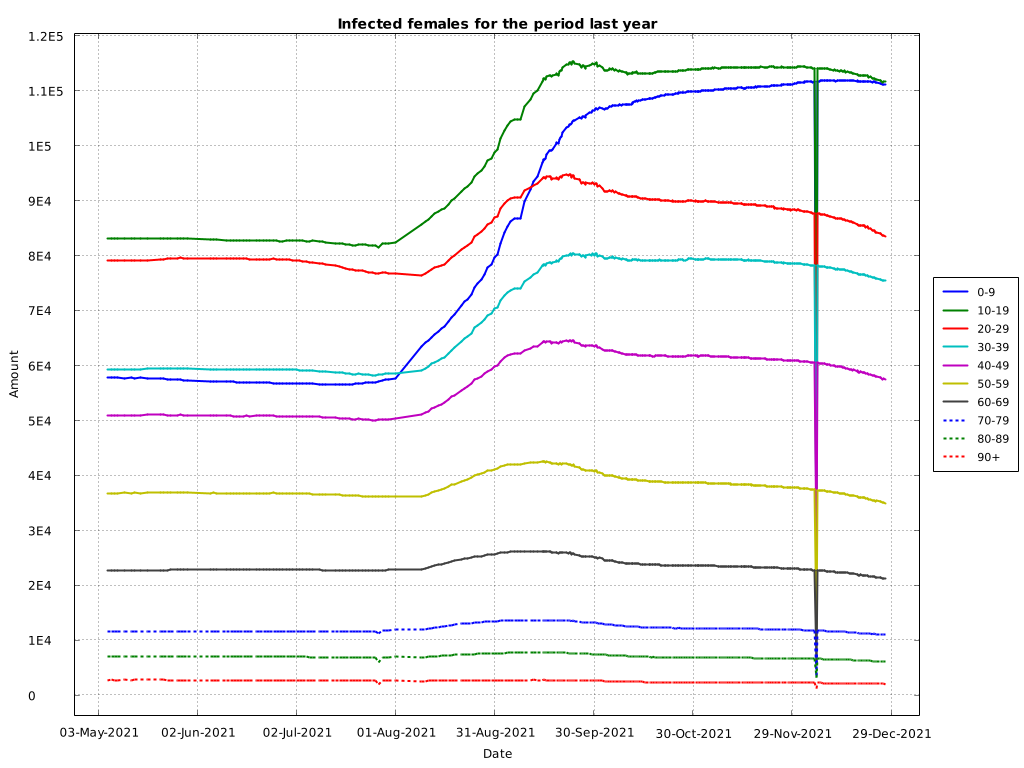 Infected females for the period last year
1.2E5
1.1E5
1E5
9E4
8E4
7E4
6E4
5E4
4E4
3E4
2E4
1E4
0
Amount
03-May-2021 02-Jun-2021 02-Jul-2021 01-Aug-2021 31-Aug-2021 30-Sep-2021 30-Oct-2021 29-Nov-2021 29-Dec-2021
Date
0-9
10-19
20-29
30-39
40-49
50-59
60-69
70-79
80-89
90+